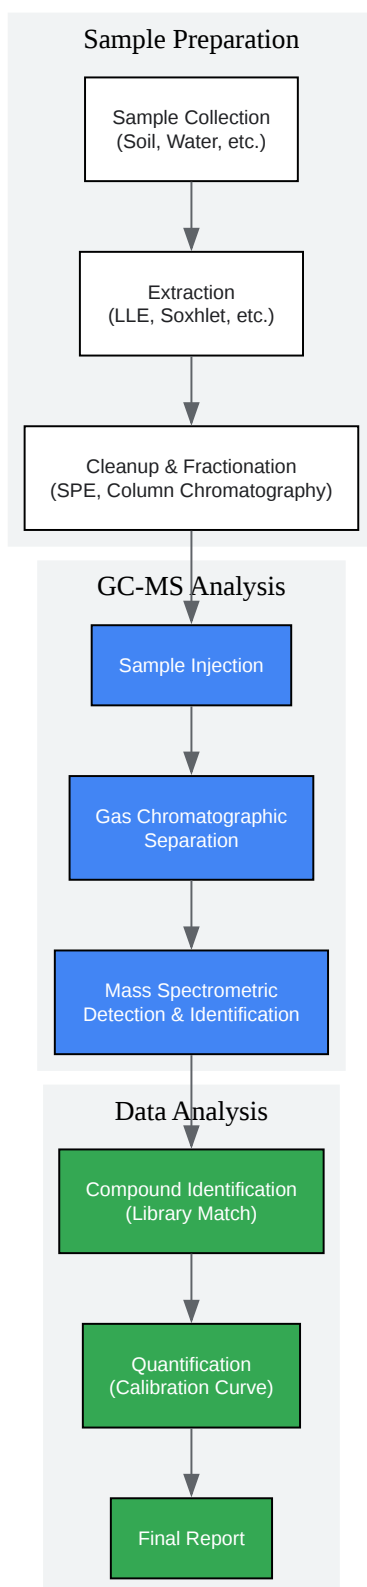 Sample Preparation
Sample Collection
(Soil, Water, etc.)
Extraction
(LLE, Soxhlet, etc.)
Cleanup & Fractionation
(SPE, Column Chromatography)
GC-MS Analysis
Sample Injection
Gas Chromatographic
Separation
Mass Spectrometric
Detection & Identification
Data Analysis
Compound Identification
(Library Match)
Quantification
(Calibration Curve)
Final Report